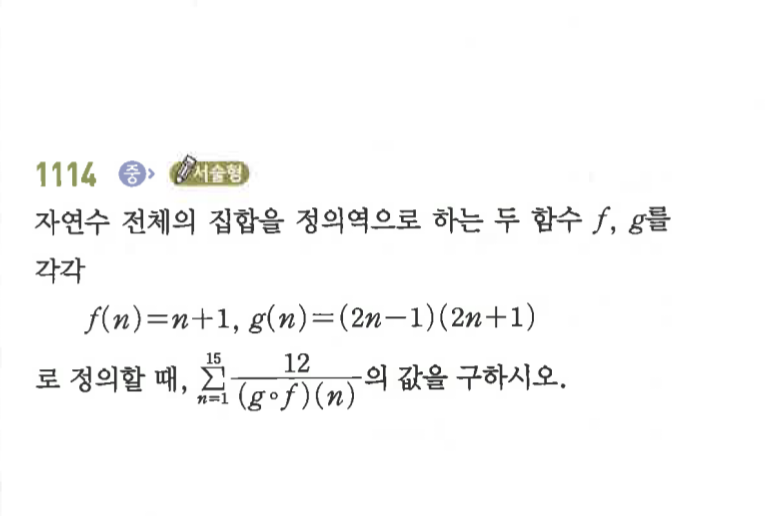 1114 중 서술형
자연수 전체의 집합을 정의역으로 하는 두 함수 f, g를
각각
f(n)=n+1, g(n)=(2n-1)(2n+1)
로 정의할 때, \sum_{n=1}^{15} \frac{12}{(g∘f)(n)}의 값을 구하시오.